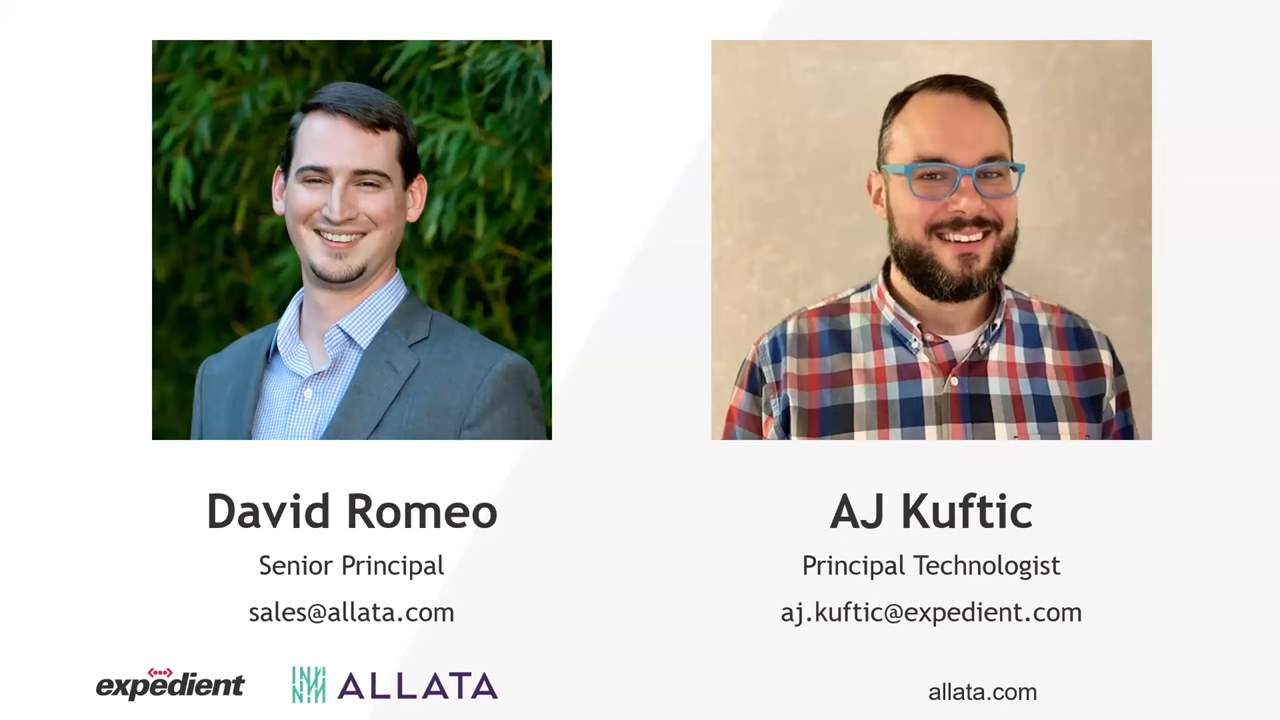 David Romeo
Senior Principal
sales@allata.com
AJ Kuftic
Principal Technologist
aj.kuftic@expedient.com
expedient
ALLATA
allata.com